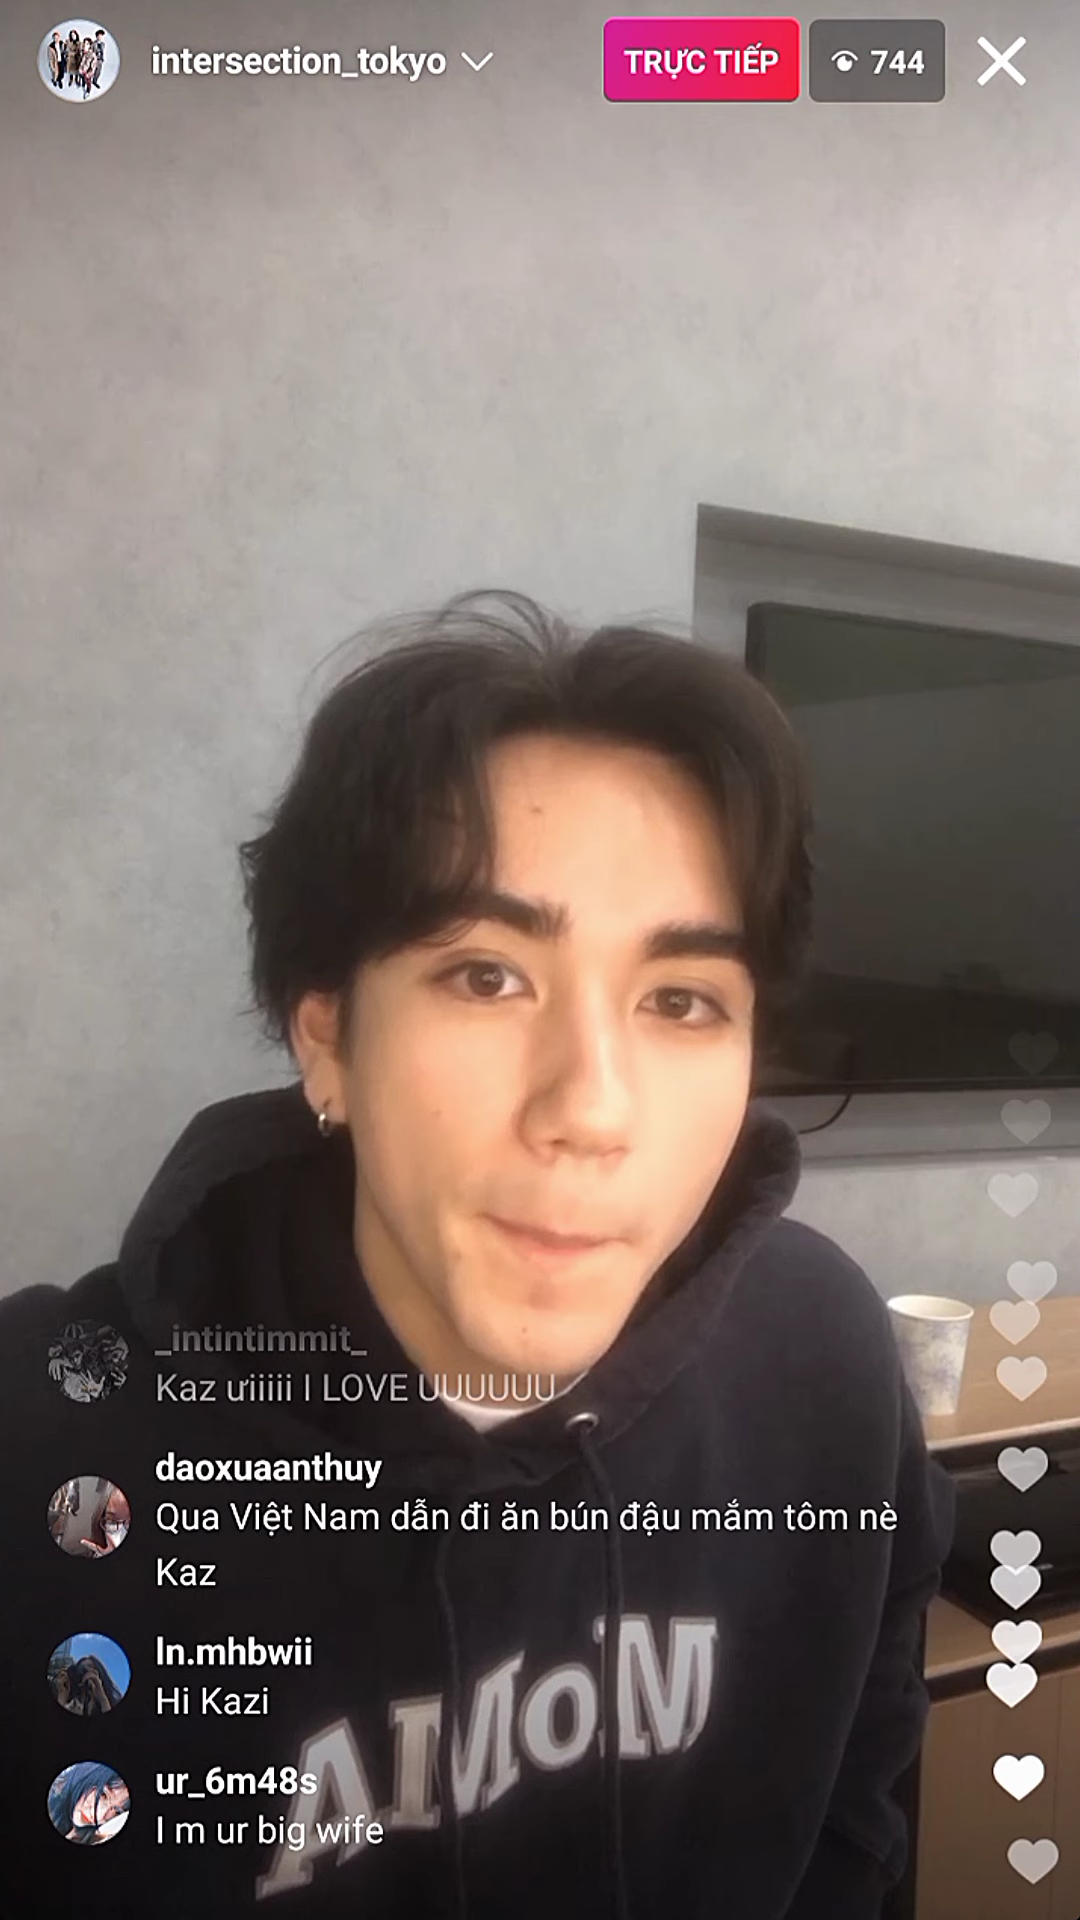 intersection_tokyo
TRỰC TIẾP
744
_intintimmit_
Kaz ưiiiii I LOVE UUUUUU
daoxuaanthuy
Qua Việt Nam dẫn đi ăn bún đậu mắm tôm nè
Kaz
ln.mhbwii
Hi Kazi
ur_6m48s
I m ur big wife
AMoM